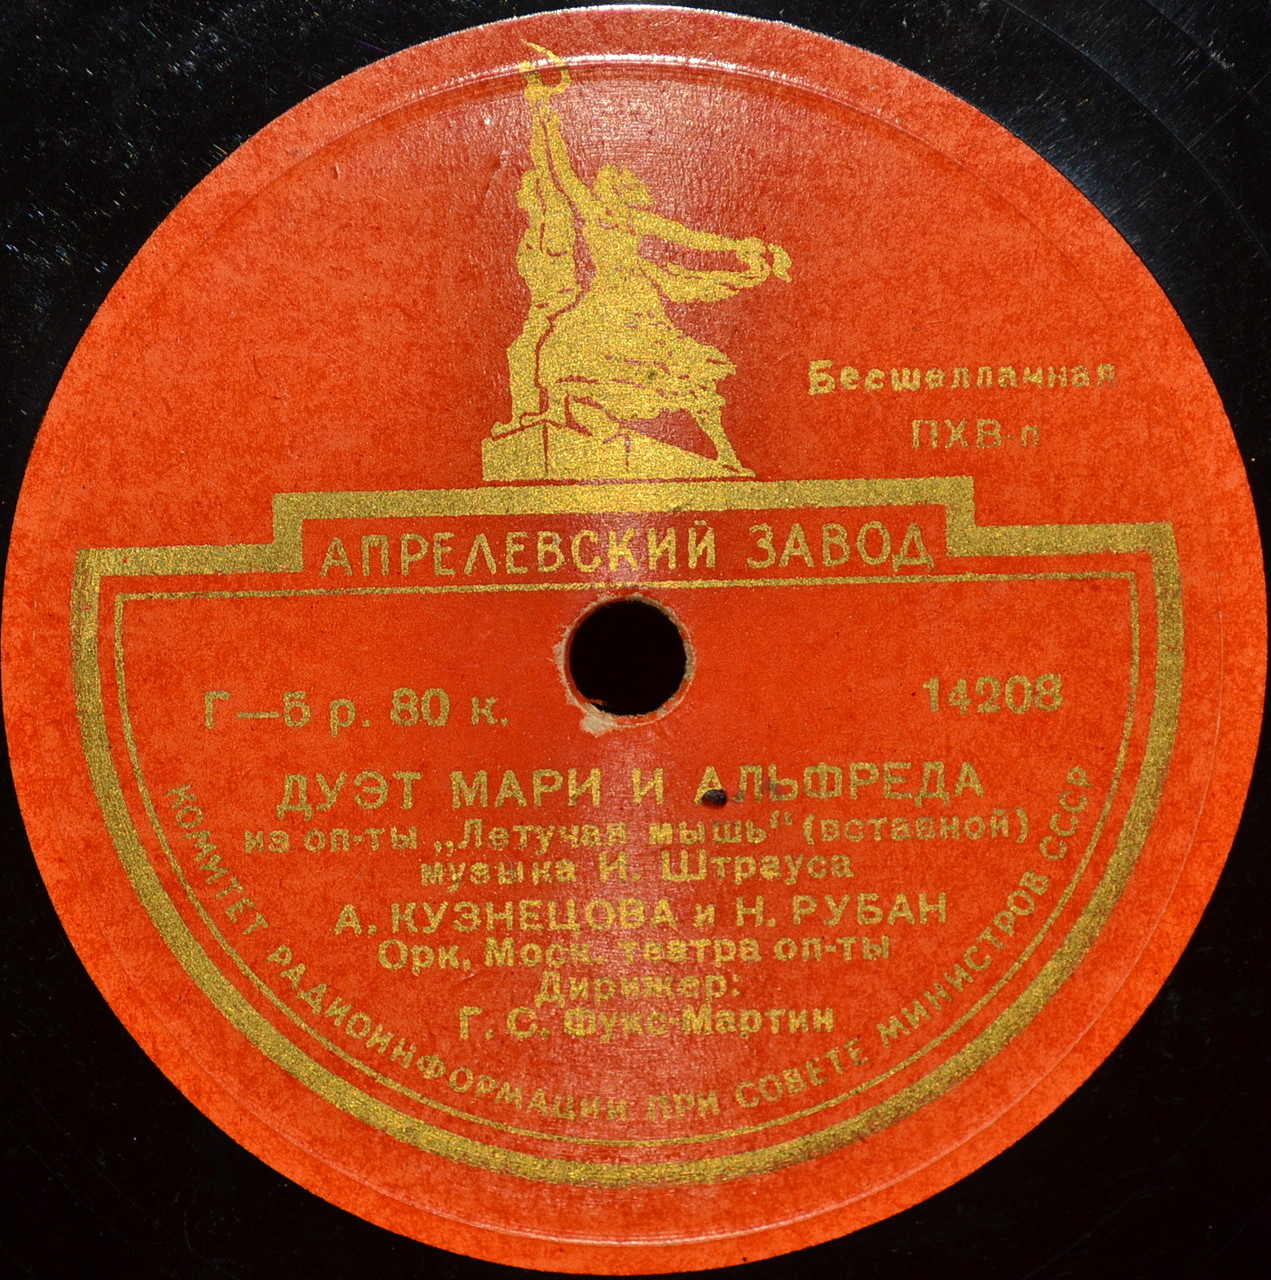 Бесшеллачная
ПХВ-п
АПРЕЛЕВСКИЙ ЗАВОД
Г—5 р. 80 к.
14208
ДУЭТ МАРИ И АЛЬФРЕДА
из оп-ты „Летучая мышь“ (вставной)
музыка И. Штрауса
А. КУЗНЕЦОВА и Н. РУБАН
Орк, Моск. театра оп-ты
Дирижер:
Г. С. Фукс-Мартин
КОМИТЕТ РАДИОИНФОРМАЦИИ ПРИ СОВЕТЕ МИНИСТРОВ СССР